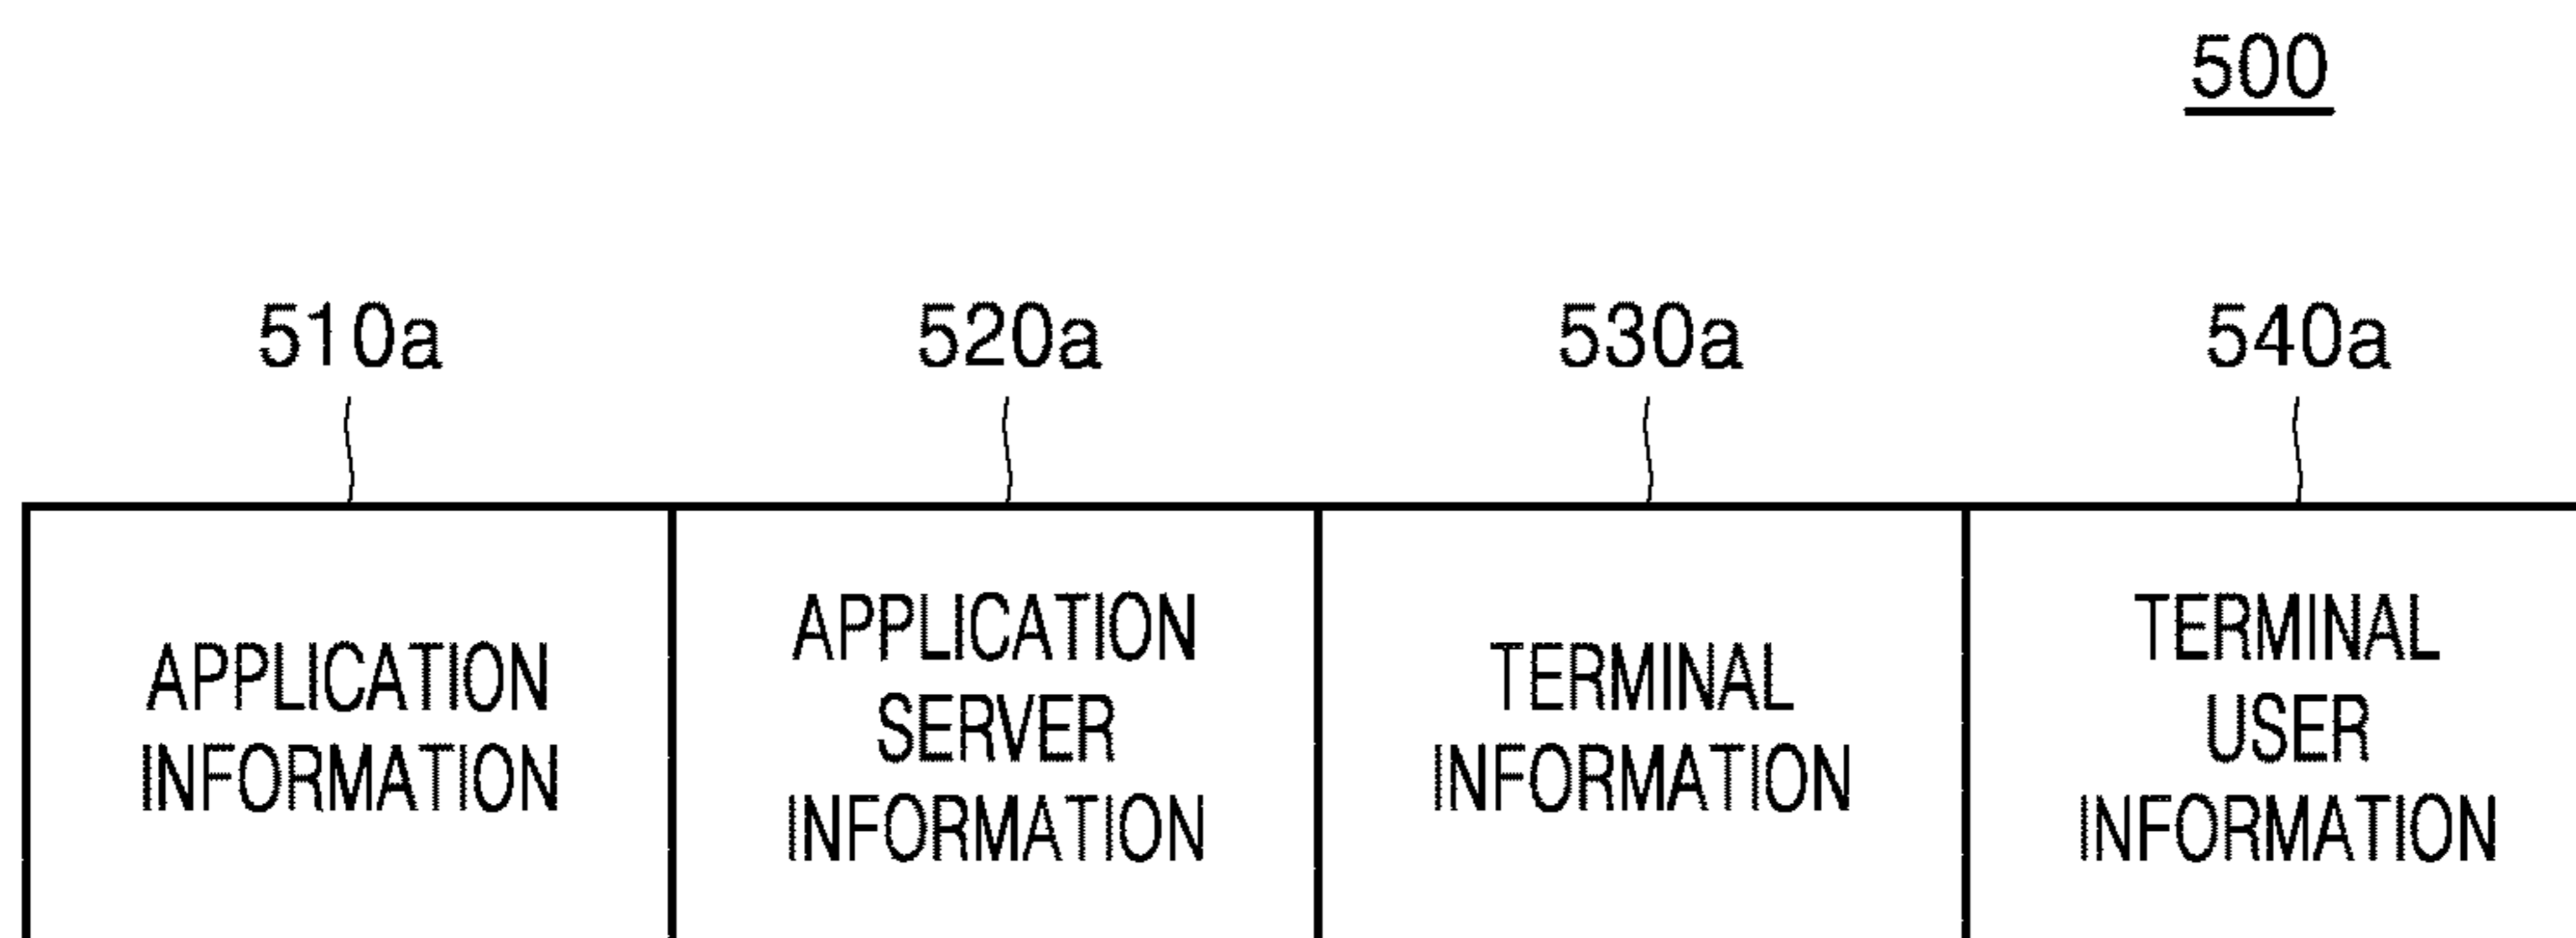 500
510a 520a 530a 540a
APPLICATION
INFORMATION
APPLICATION
SERVER
INFORMATION
TERMINAL
INFORMATION
TERMINAL
USER
INFORMATION